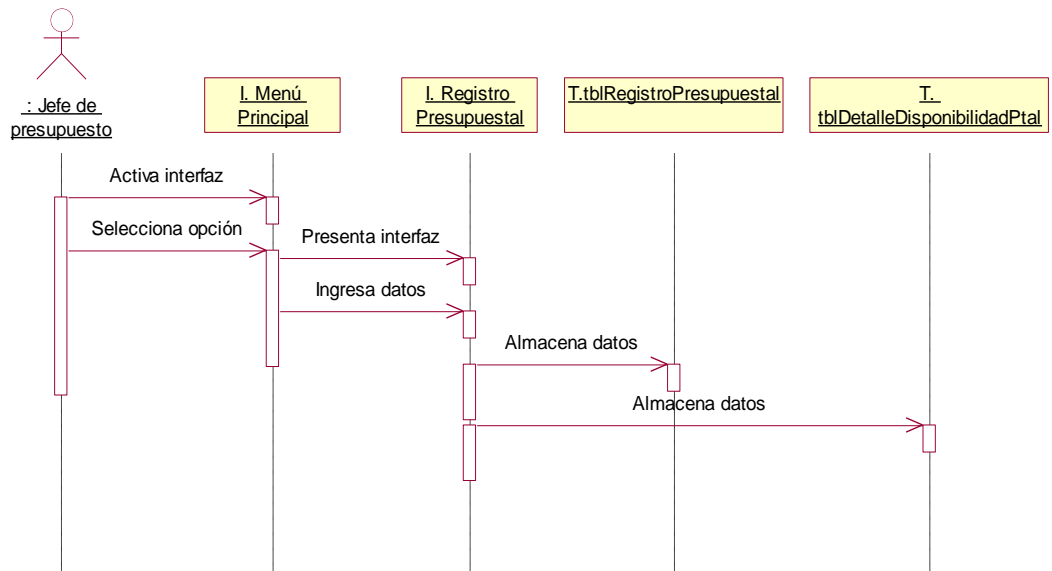 : Jefe de
presupuesto
I. Menú
Principal
I. Registro
Presupuestal
T.tblRegistroPresupuestal
T.
tblDetalleDisponibilidadPtal
Activa interfaz
Selecciona opción
Presenta interfaz
Ingresa datos
Almacena datos
Almacena datos